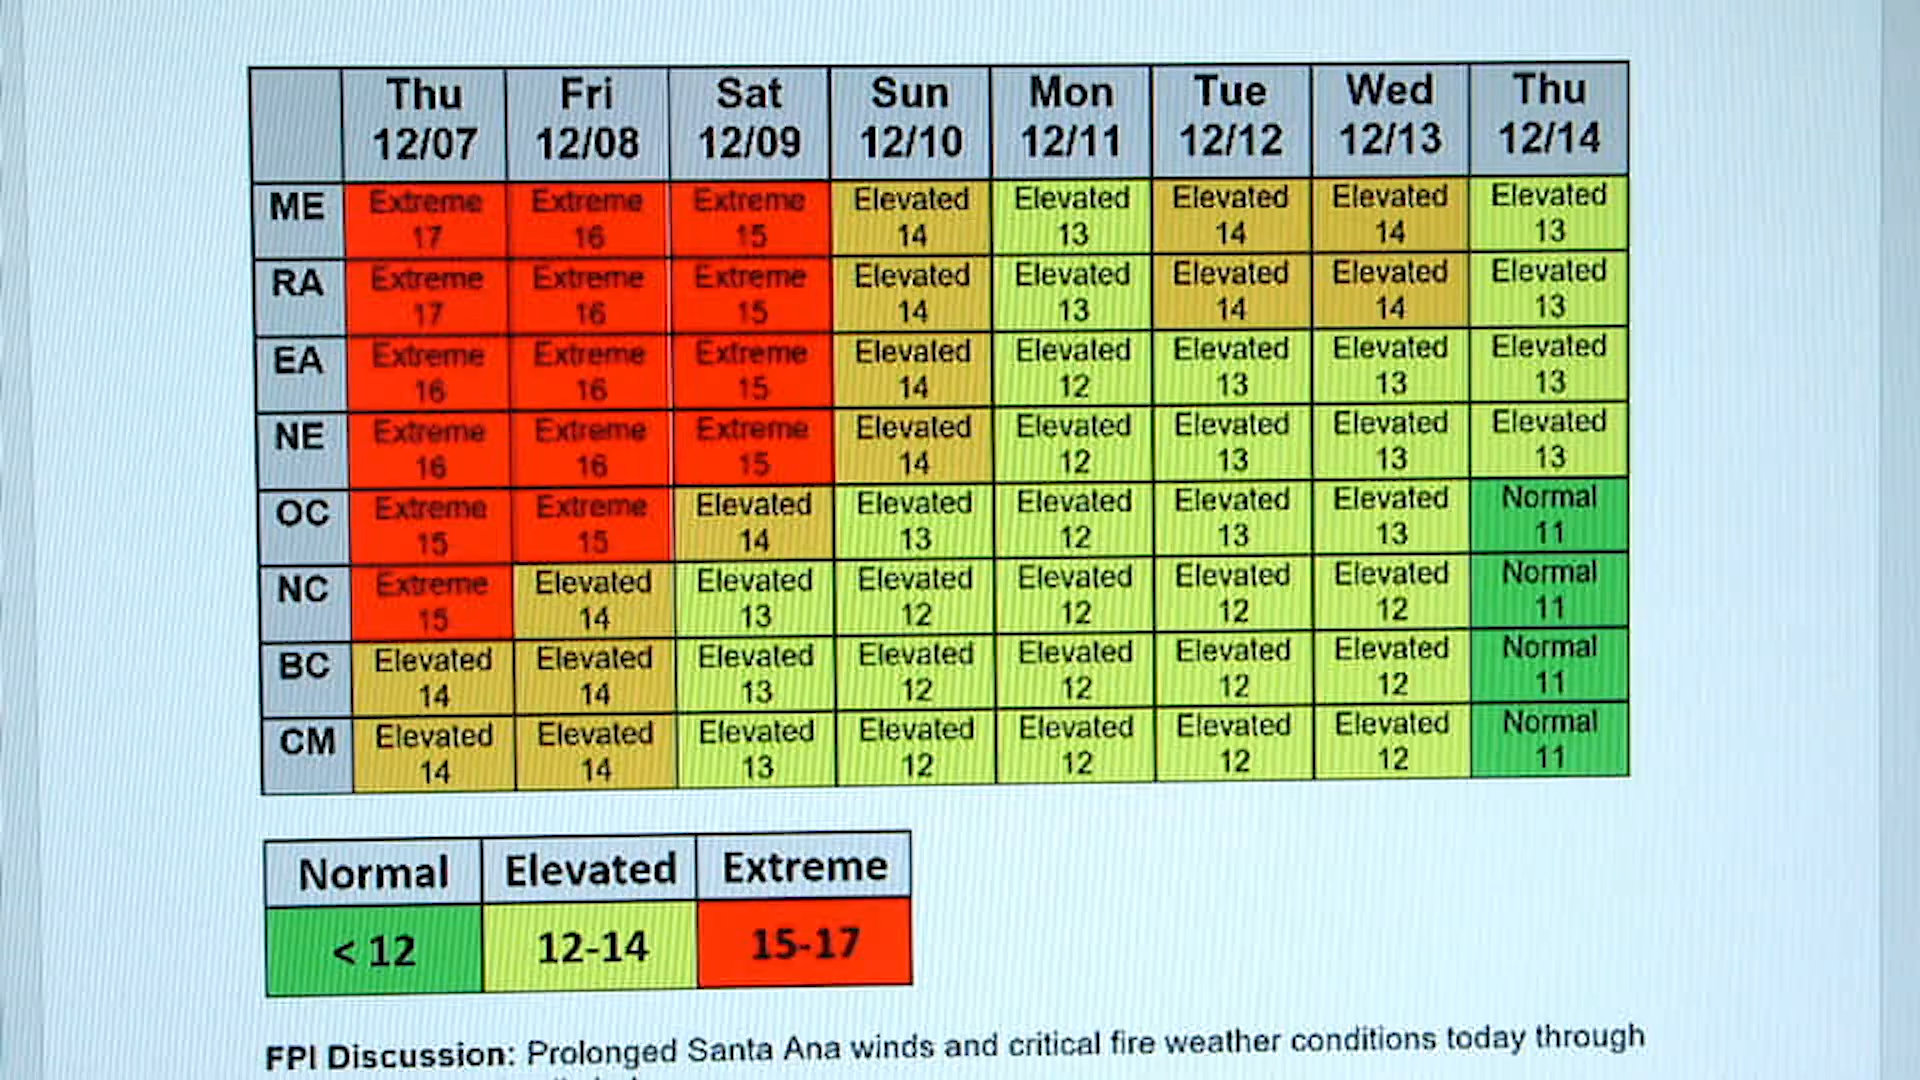 Thu Fri Sat Sun Mon Tue Wed Thu
12/07 12/08 12/09 12/10 12/11 12/12 12/13 12/14
ME Extreme Extreme Extreme Elevated Elevated Elevated Elevated Elevated
17 16 15 14 13 14 14 13
RA Extreme Extreme Extreme Elevated Elevated Elevated Elevated Elevated
17 16 15 14 13 14 14 13
EA Extreme Extreme Extreme Elevated Elevated Elevated Elevated Elevated
16 16 15 14 12 13 13 13
NE Extreme Extreme Extreme Elevated Elevated Elevated Elevated Elevated
16 16 15 14 12 13 13 13
OC Extreme Extreme Elevated Elevated Elevated Elevated Elevated Normal
15 15 14 13 12 13 13 11
NC Extreme Elevated Elevated Elevated Elevated Elevated Elevated Normal
15 14 13 12 12 12 12 11
BC Elevated Elevated Elevated Elevated Elevated Elevated Elevated Normal
14 14 13 12 12 12 12 11
CM Elevated Elevated Elevated Elevated Elevated Elevated Elevated Normal
14 14 13 12 12 12 12 11
Normal Elevated Extreme
< 12 12-14 15-17
FPI Discussion: Prolonged Santa Ana winds and critical fire weather conditions today through